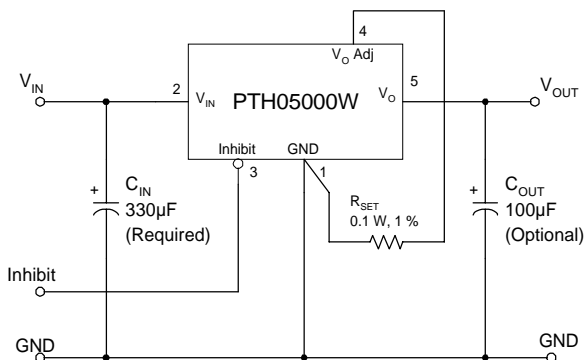 4
V_O Adj
V_IN
2
V_IN
PTH05000W
V_O
5
V_OUT
Inhibit
GND
3
1
+
C_IN
330µF
(Required)
R_SET
0.1 W, 1 %
+
C_OUT
100µF
(Optional)
Inhibit
GND
GND